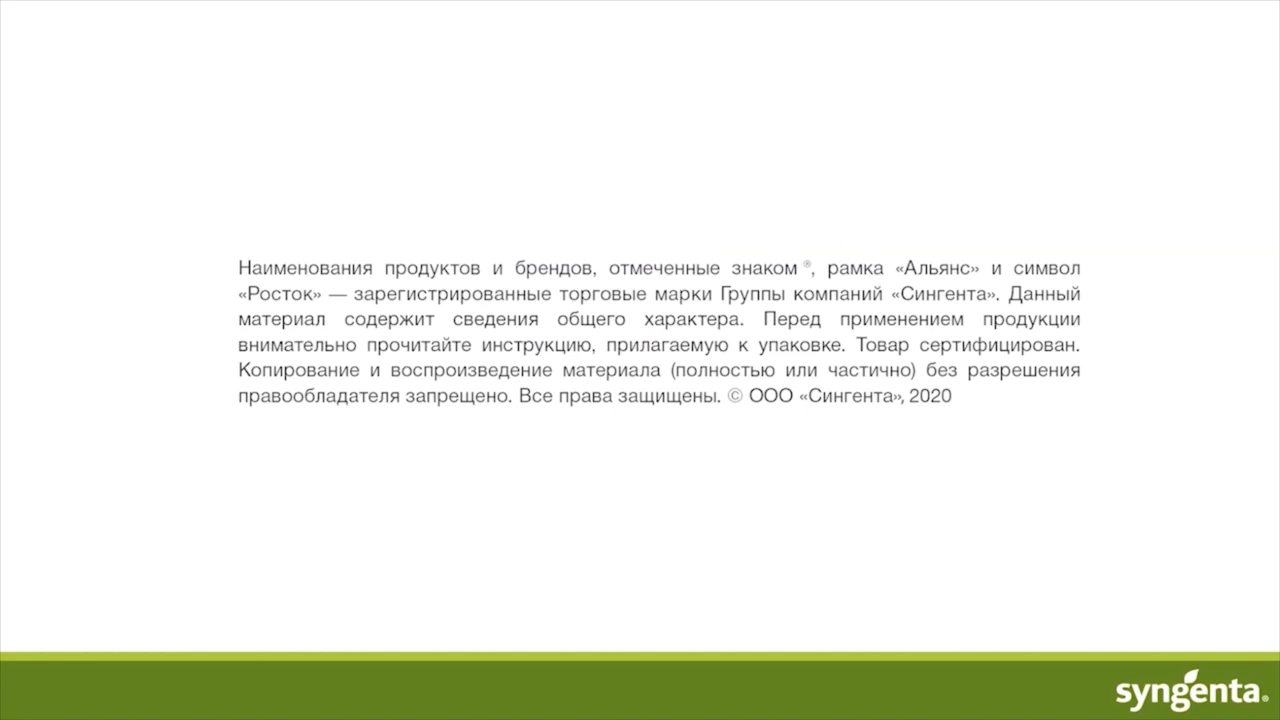 Наименования продуктов и брендов, отмеченные знаком ®, рамка «Альянс» и символ
«Росток» — зарегистрированные торговые марки Группы компаний «Сингента». Данный
материал содержит сведения общего характера. Перед применением продукции
внимательно прочитайте инструкцию, прилагаемую к упаковке. Товар сертифицирован.
Копирование и воспроизведение материала (полностью или частично) без разрешения
правообладателя запрещено. Все права защищены. © ООО «Сингента», 2020
syngenta®